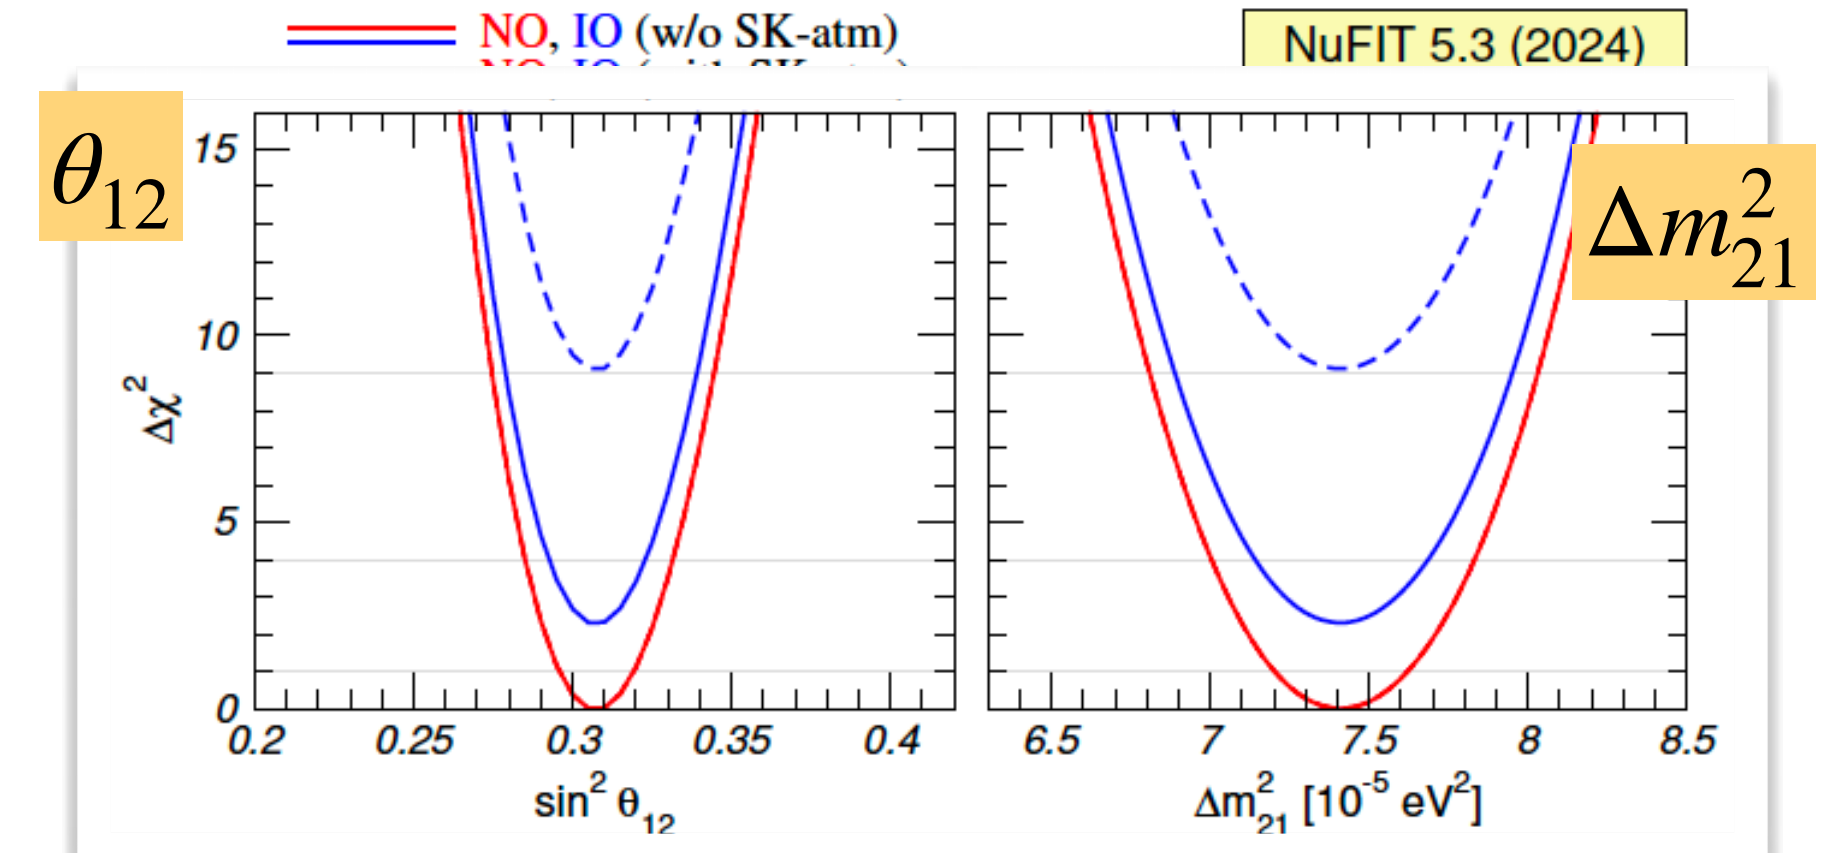 NO, IO (w/o SK-atm)
NuFIT 5.3 (2024)
θ₁₂
Δm²₂₁
15
10
5
0
Δχ²
0.2 0.25 0.3 0.35 0.4
6.5 7 7.5 8 8.5
sin² θ₁₂
Δm²₂₁ [10⁻⁵ eV²]